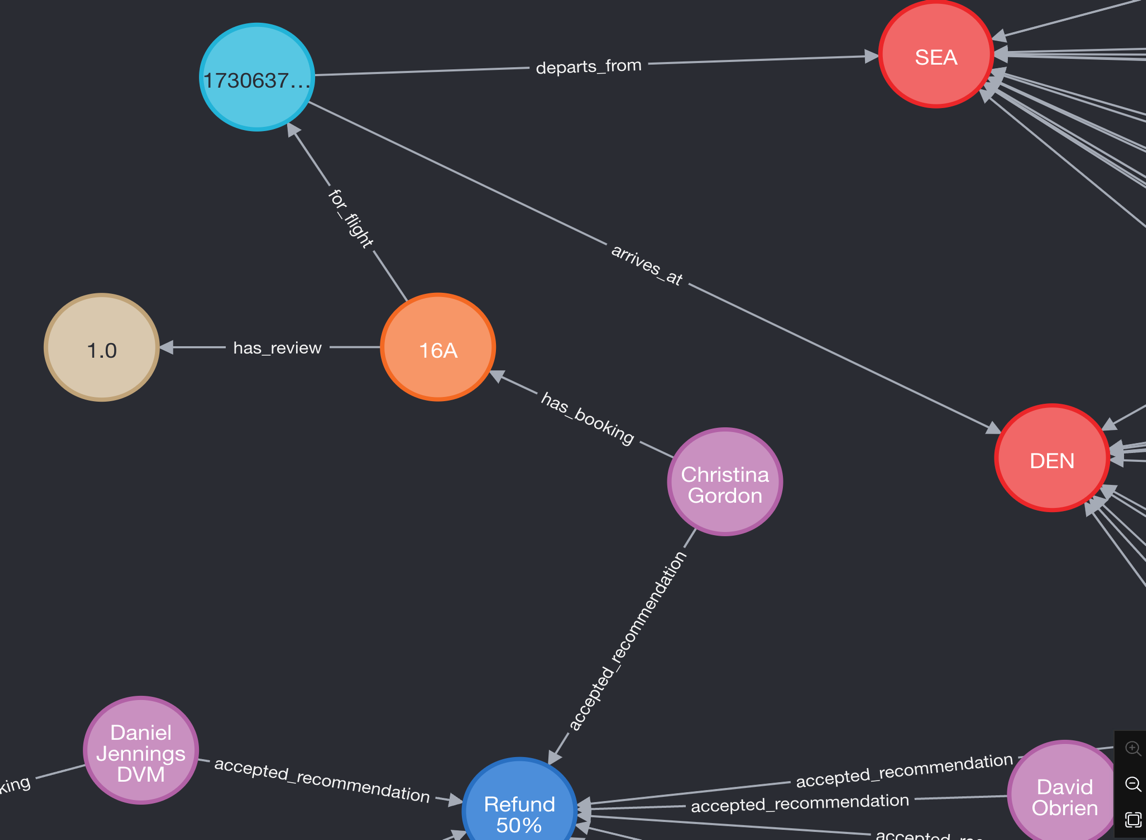 SEA
departs_from
1730637…
for_flight
arrives_at
1.0
has_review
16A
has_booking
Christina
Gordon
DEN
accepted_recommendation
Daniel
Jennings
DVM
accepted_recommendation
Refund
50%
accepted_recommendation
accepted_recommendation
David
Obrien